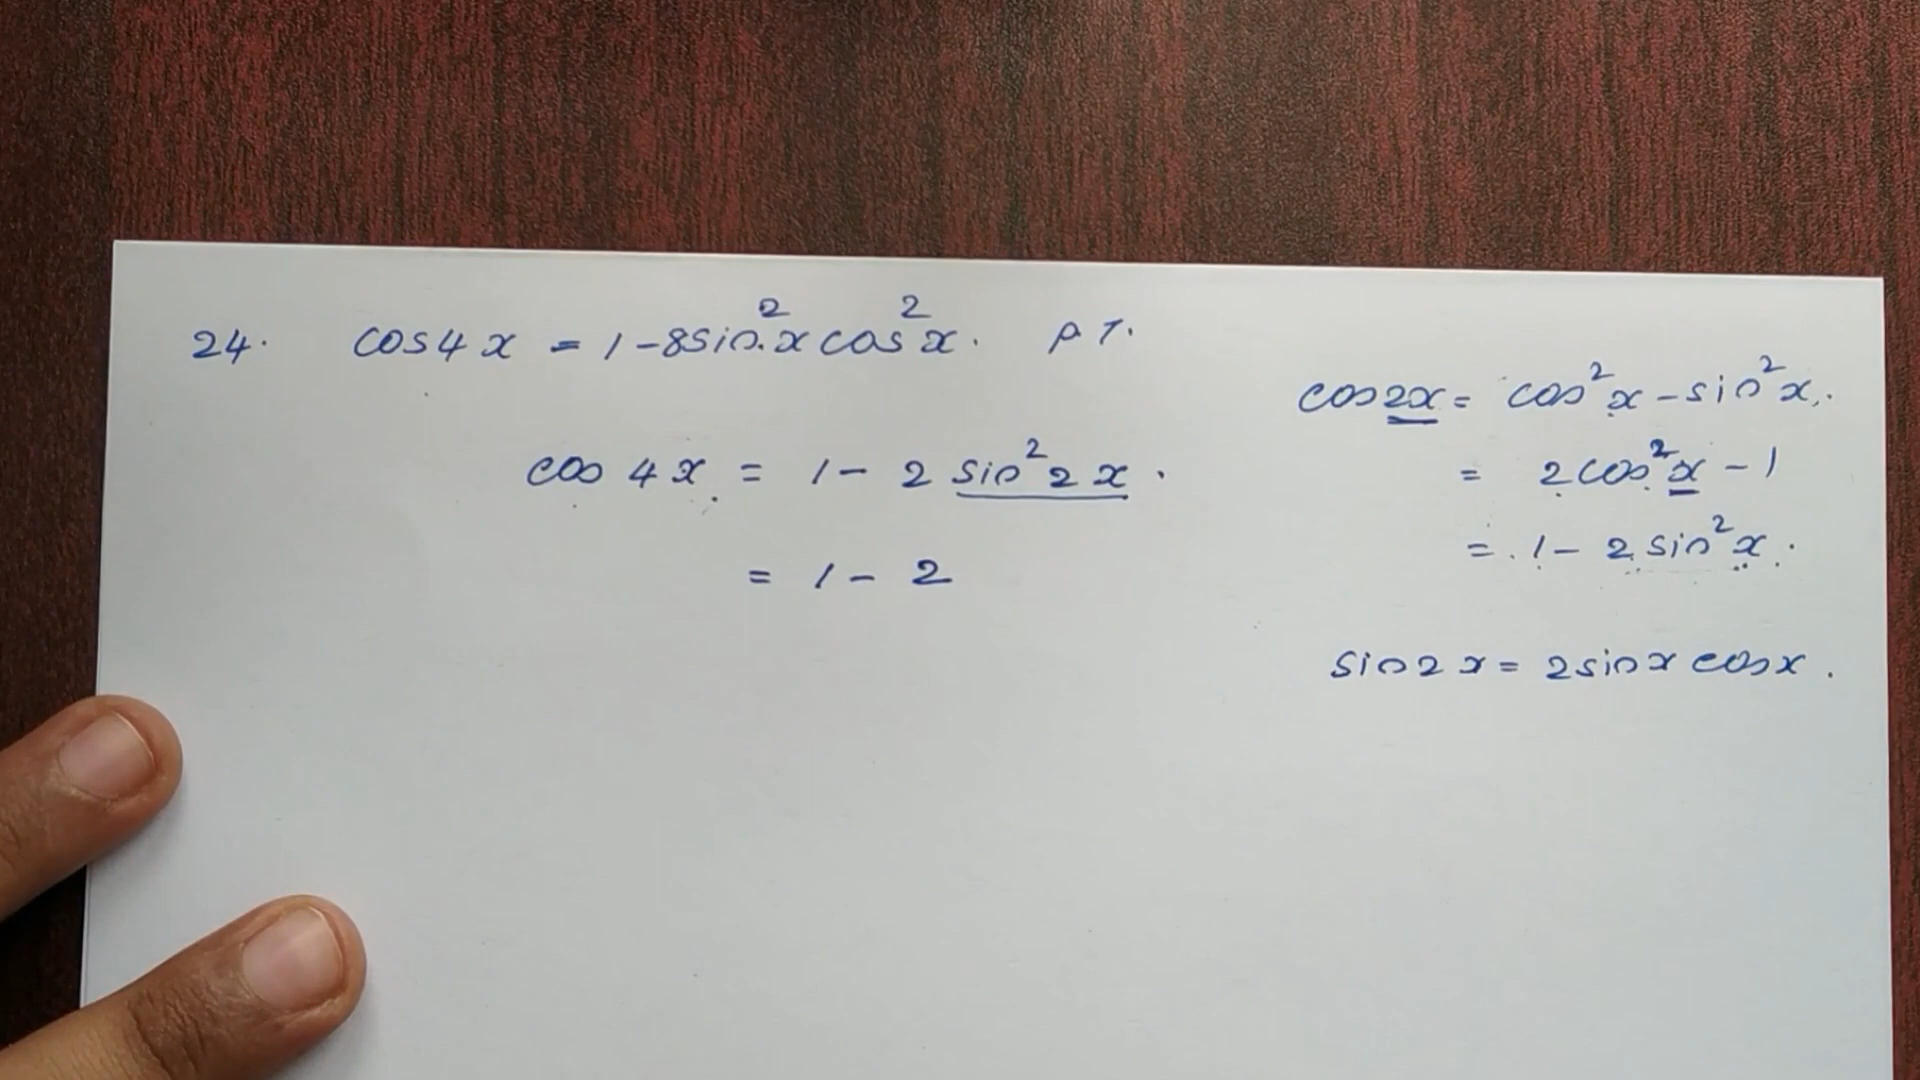 24. cos4x = 1-8sin²x cos²x. P T.
cos 4x = 1 - 2 sin²2x.
= 1 - 2
cos2x = cos²x - sin²x.
= 2cos²x - 1
= 1 - 2 sin²x.
sin2x = 2sinx cosx.